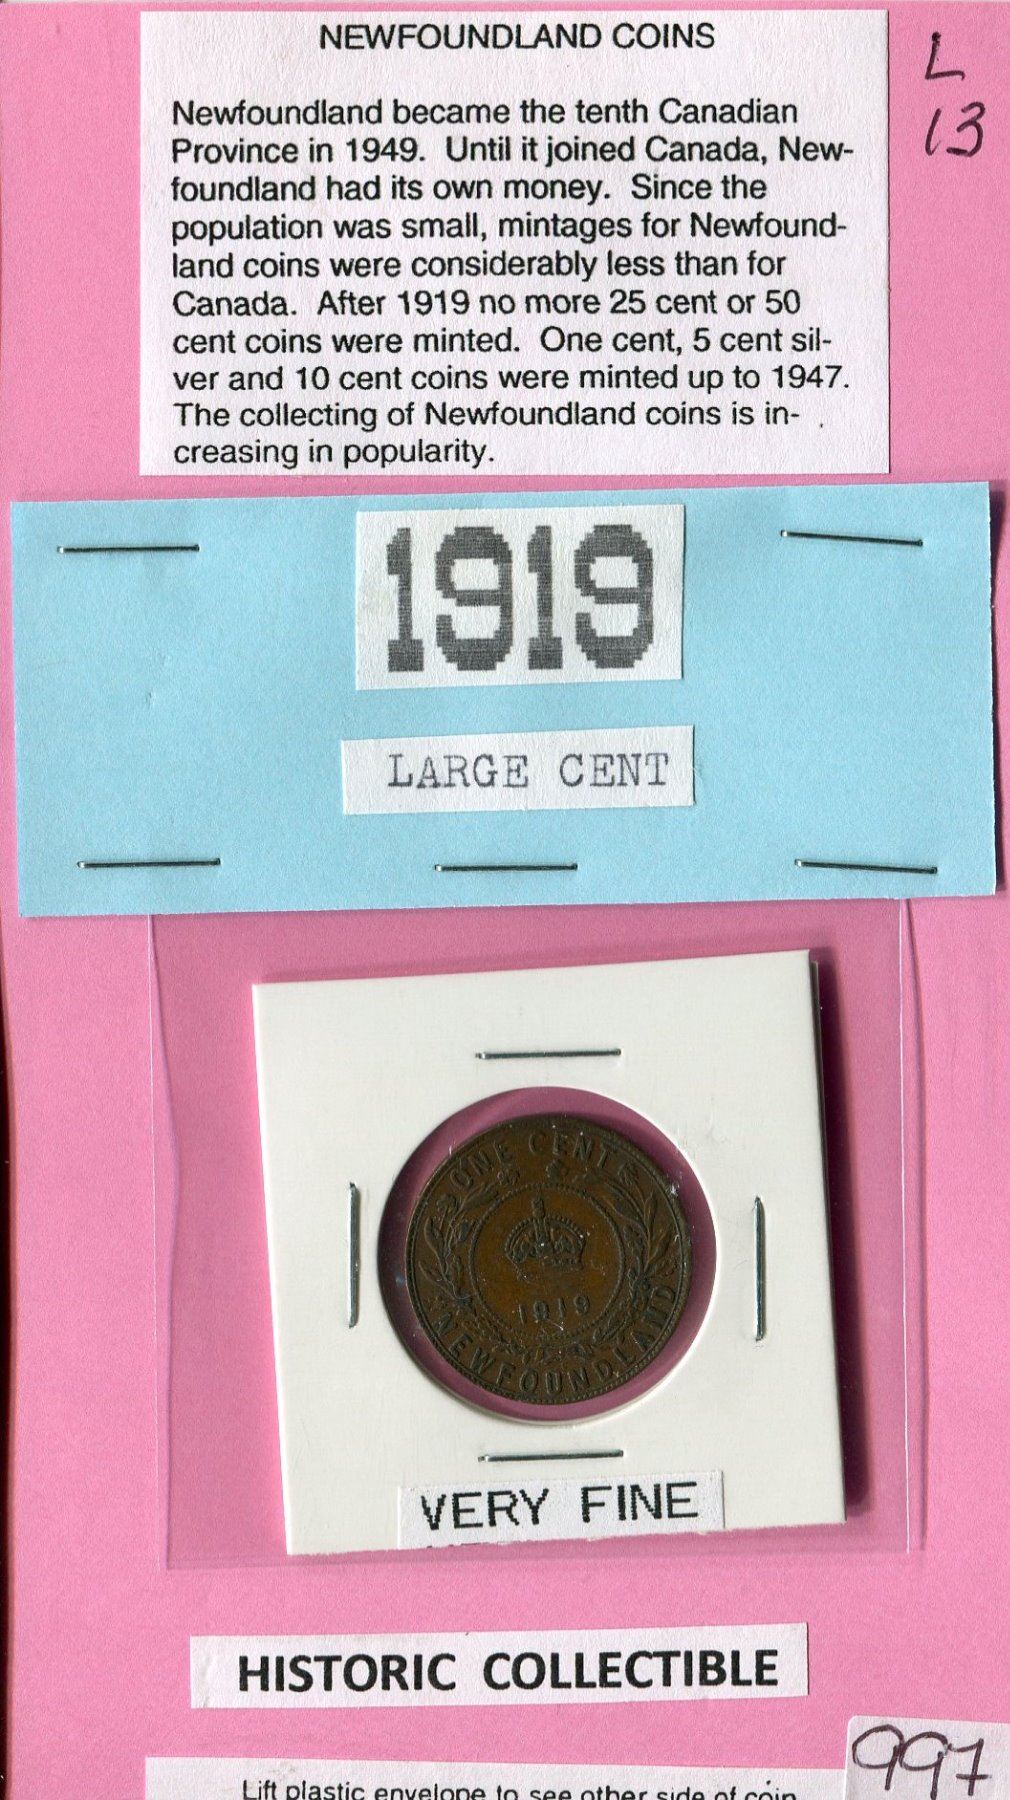 NEWFOUNDLAND COINS
L
13
Newfoundland became the tenth Canadian
Province in 1949. Until it joined Canada, New-
foundland had its own money. Since the
population was small, mintages for Newfound-
land coins were considerably less than for
Canada. After 1919 no more 25 cent or 50
cent coins were minted. One cent, 5 cent sil-
ver and 10 cent coins were minted up to 1947.
The collecting of Newfoundland coins is in-
creasing in popularity.
1919
LARGE CENT
ONE CENT
1919
NEWFOUNDLAND
VERY FINE
HISTORIC COLLECTIBLE
997
Lift plastic envelope to see other side of coin